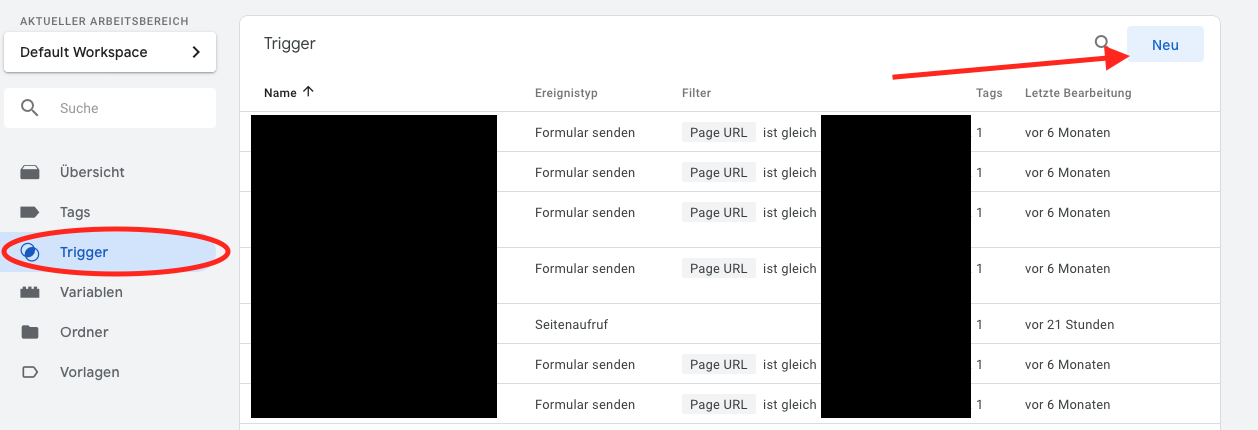 AKTUELLER ARBEITSBEREICH
Default Workspace
Suche
Übersicht
Tags
Trigger
Variablen
Ordner
Vorlagen
Trigger
Neu
Name Ereignistyp Filter Tags Letzte Bearbeitung
Formular senden Page URL ist gleich 1 vor 6 Monaten
Formular senden Page URL ist gleich 1 vor 6 Monaten
Formular senden Page URL ist gleich 1 vor 6 Monaten
Formular senden Page URL ist gleich 1 vor 6 Monaten
Seitenaufruf 1 vor 21 Stunden
Formular senden Page URL ist gleich 1 vor 6 Monaten
Formular senden Page URL ist gleich 1 vor 6 Monaten